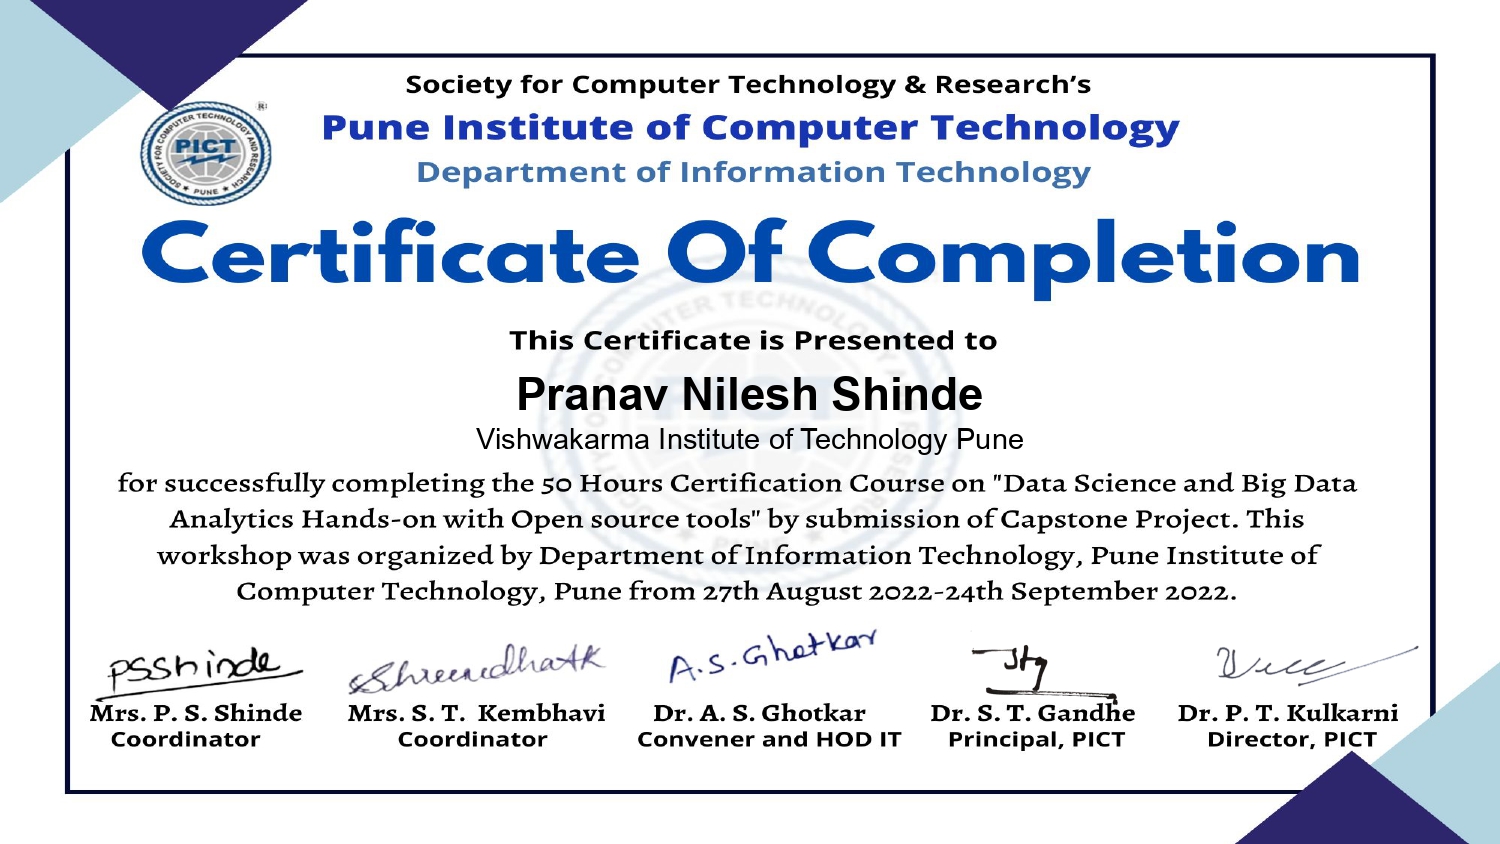 Society for Computer Technology & Research's
Pune Institute of Computer Technology
Department of Information Technology
SOCIETY FOR COMPUTER TECHNOLOGY AND RESEARCH
PICT
★ PUNE ★
Certificate Of Completion
This Certificate is Presented to
Pranav Nilesh Shinde
Vishwakarma Institute of Technology Pune
for successfully completing the 50 Hours Certification Course on "Data Science and Big Data
Analytics Hands-on with Open source tools" by submission of Capstone Project. This
workshop was organized by Department of Information Technology, Pune Institute of
Computer Technology, Pune from 27th August 2022-24th September 2022.
PSShinde
A.S.Ghotkar
Mrs. P. S. Shinde Mrs. S. T. Kembhavi Dr. A. S. Ghotkar Dr. S. T. Gandhe Dr. P. T. Kulkarni
Coordinator Coordinator Convener and HOD IT Principal, PICT Director, PICT